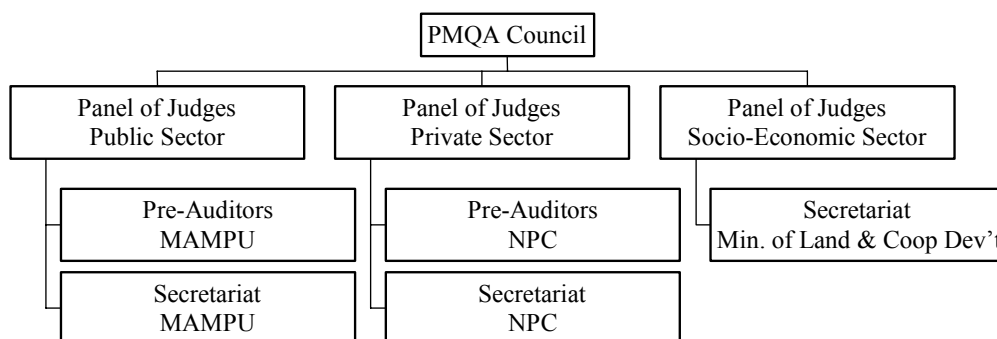 PMQA Council
Panel of Judges
Public Sector
Panel of Judges
Private Sector
Panel of Judges
Socio-Economic Sector
Pre-Auditors
MAMPU
Pre-Auditors
NPC
Secretariat
Min. of Land & Coop Dev't
Secretariat
MAMPU
Secretariat
NPC